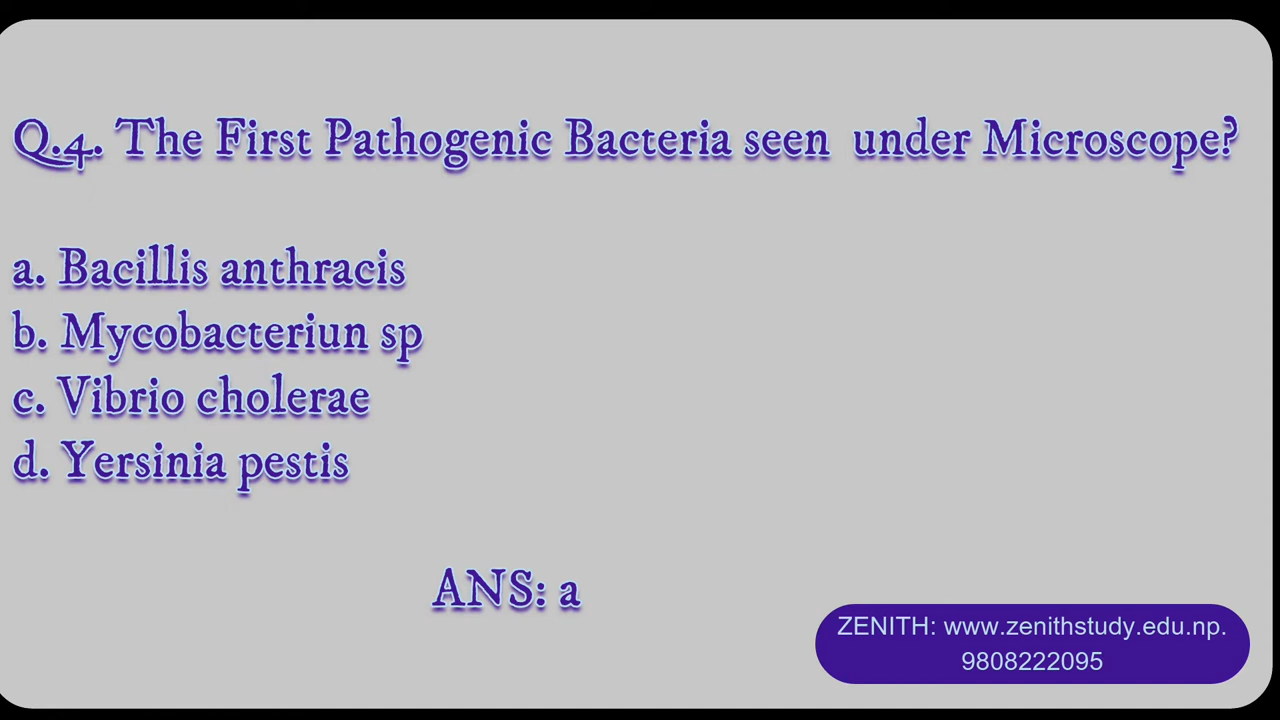 Q.4. The First Pathogenic Bacteria seen under Microscope?
a. Bacillis anthracis
b. Mycobacteriun sp
c. Vibrio cholerae
d. Yersinia pestis
ANS: a
ZENITH: www.zenithstudy.edu.np.
9808222095